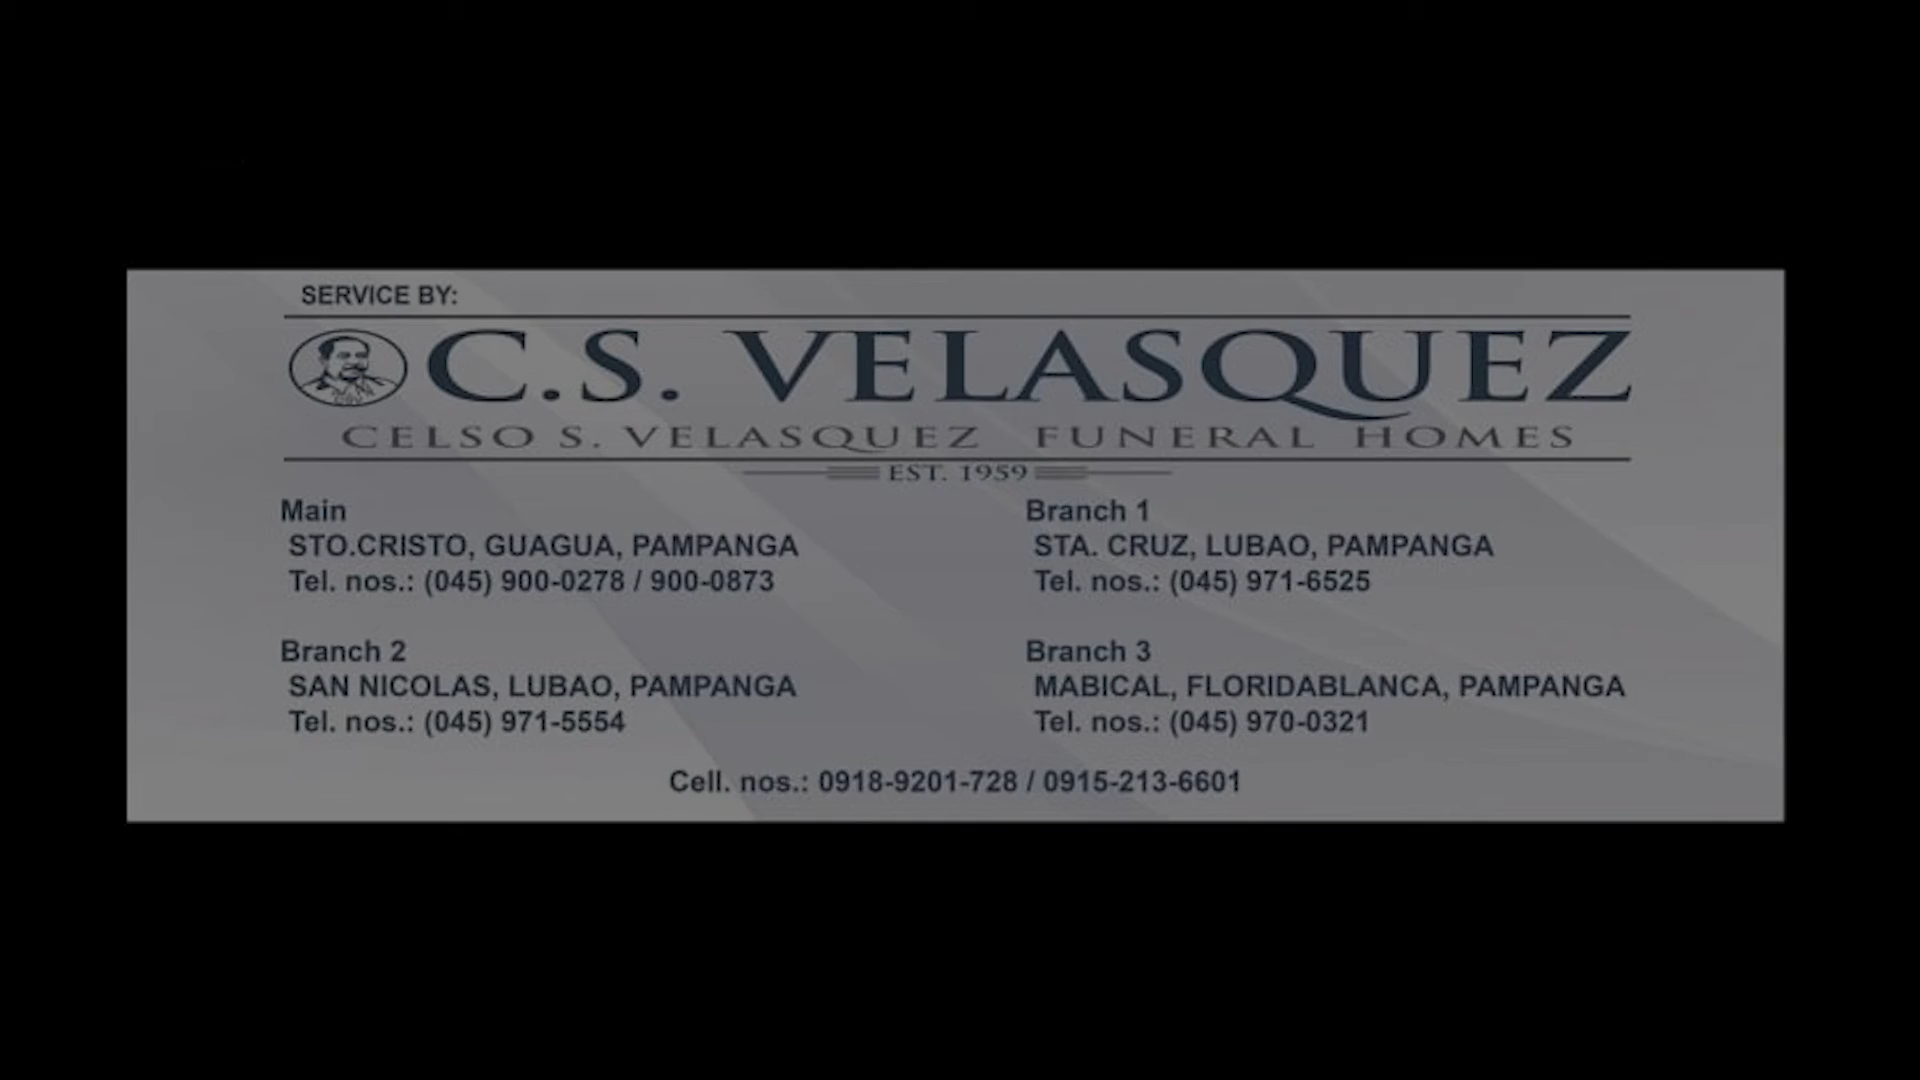 SERVICE BY:
C.S. VELASQUEZ
CELSO S. VELASQUEZ FUNERAL HOMES
EST. 1959
Main
STO.CRISTO, GUAGUA, PAMPANGA
Tel. nos.: (045) 900-0278 / 900-0873
Branch 1
STA. CRUZ, LUBAO, PAMPANGA
Tel. nos.: (045) 971-6525
Branch 2
SAN NICOLAS, LUBAO, PAMPANGA
Tel. nos.: (045) 971-5554
Branch 3
MABICAL, FLORIDABLANCA, PAMPANGA
Tel. nos.: (045) 970-0321
Cell. nos.: 0918-9201-728 / 0915-213-6601